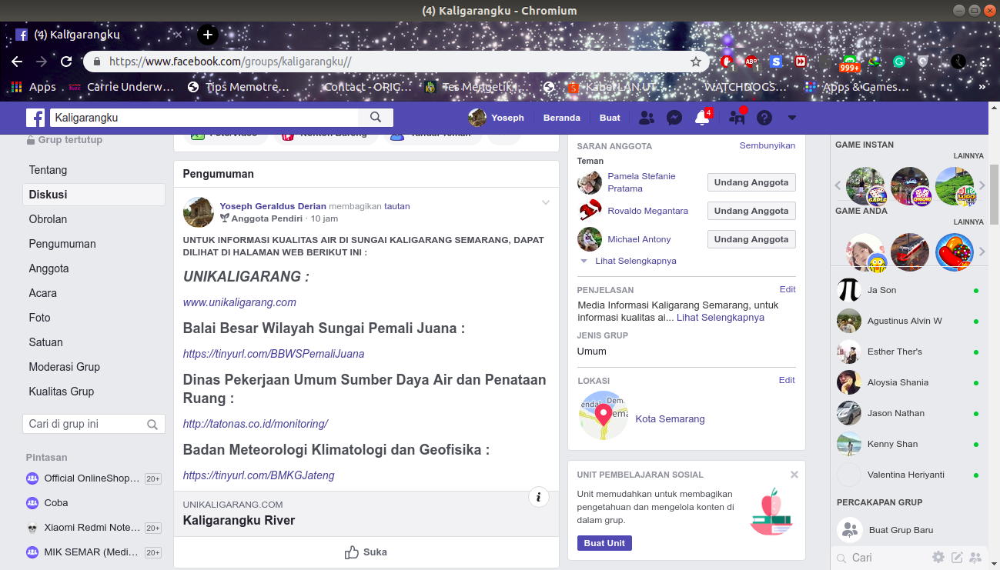 (4) Kaligarangku - Chromium
(4) Kaligarangku
https://www.facebook.com/groups/kaligarangku//
1
ABP
1
S
999+
Apps
Carrie Underw...
Tips Memotre...
Contact - ORIG...
Tes Mengetik
Kabel LAN UT...
WATCHDOGS...
Apps & Games...
»
Kaligarangku
Yoseph
Beranda
Buat
4
Grup tertutup
Tentang
Diskusi
Obrolan
Pengumuman
Anggota
Acara
Foto
Satuan
Moderasi Grup
Kualitas Grup
Cari di grup ini
Pintasan
Official OnlineShop... 20+
Coba
Xiaomi Redmi Note... 20+
MIK SEMAR (Medi... 20+
Foto/Video
Nonton Bareng
Tandai Teman
Pengumuman
Yoseph Geraldus Derian membagikan tautan
Anggota Pendiri · 10 jam
UNTUK INFORMASI KUALITAS AIR DI SUNGAI KALIGARANG SEMARANG, DAPAT
DILIHAT DI HALAMAN WEB BERIKUT INI :
UNIKALIGARANG :
www.unikaligarang.com
Balai Besar Wilayah Sungai Pemali Juana :
https://tinyurl.com/BBWSPemaliJuana
Dinas Pekerjaan Umum Sumber Daya Air dan Penataan
Ruang :
http://tatonas.co.id/monitoring/
Badan Meteorologi Klimatologi dan Geofisika :
https://tinyurl.com/BMKGJateng
i
UNIKALIGARANG.COM
Kaligarangku River
Suka
SARAN ANGGOTA
Sembunyikan
Teman
Pamela Stefanie
Pratama
Undang Anggota
Rovaldo Megantara
Undang Anggota
Michael Antony
Undang Anggota
Lihat Selengkapnya
PENJELASAN
Edit
Media Informasi Kaligarang Semarang, untuk
informasi kualitas ai... Lihat Selengkapnya
JENIS GRUP
Umum
LOKASI
Edit
Kota Semarang
UNIT PEMBELAJARAN SOSIAL
Unit memudahkan untuk membagikan
pengetahuan dan mengelola konten di
dalam grup.
Buat Unit
GAME INSTAN
LAINNYA
GAME ANDA
LAINNYA
Ja Son
Agustinus Alvin W
Esther Ther's
Aloysia Shania
Jason Nathan
Kenny Shan
Valentina Heriyanti
PERCAKAPAN GRUP
Buat Grup Baru
Cari